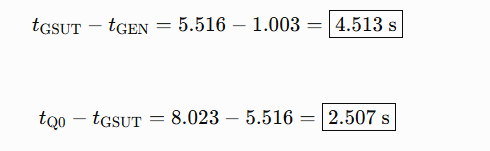 t_GSUT − t_GEN = 5.516 − 1.003 = 4.513 s
t_Q0 − t_GSUT = 8.023 − 5.516 = 2.507 s